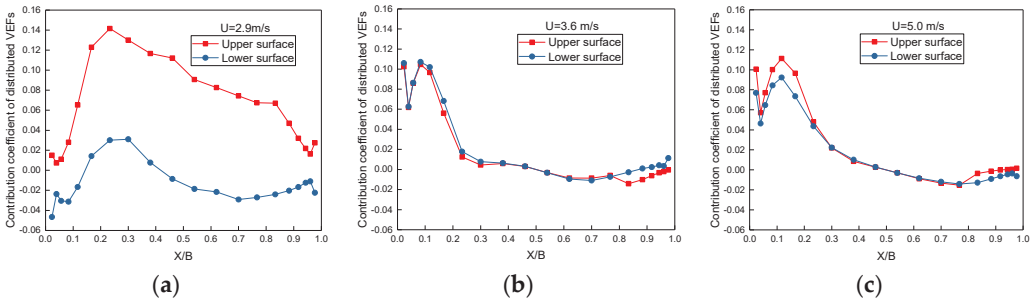 U=2.9m/s
Upper surface
Lower surface
Contribution coefficient of distributed VEFs
0.16
0.14
0.12
0.10
0.08
0.06
0.04
0.02
0.00
-0.02
-0.04
-0.06
0.0 0.1 0.2 0.3 0.4 0.5 0.6 0.7 0.8 0.9 1.0
X/B
(a)
U=3.6 m/s
Upper surface
Lower surface
Contribution coefficient of distributed VEFs
0.16
0.14
0.12
0.10
0.08
0.06
0.04
0.02
0.00
-0.02
-0.04
-0.06
0.0 0.1 0.2 0.3 0.4 0.5 0.6 0.7 0.8 0.9 1.0
X/B
(b)
U=5.0 m/s
Upper surface
Lower surface
Contribution coefficient of distributed VEFs
0.16
0.14
0.12
0.10
0.08
0.06
0.04
0.02
0.00
-0.02
-0.04
-0.06
0.0 0.1 0.2 0.3 0.4 0.5 0.6 0.7 0.8 0.9 1.0
X/B
(c)